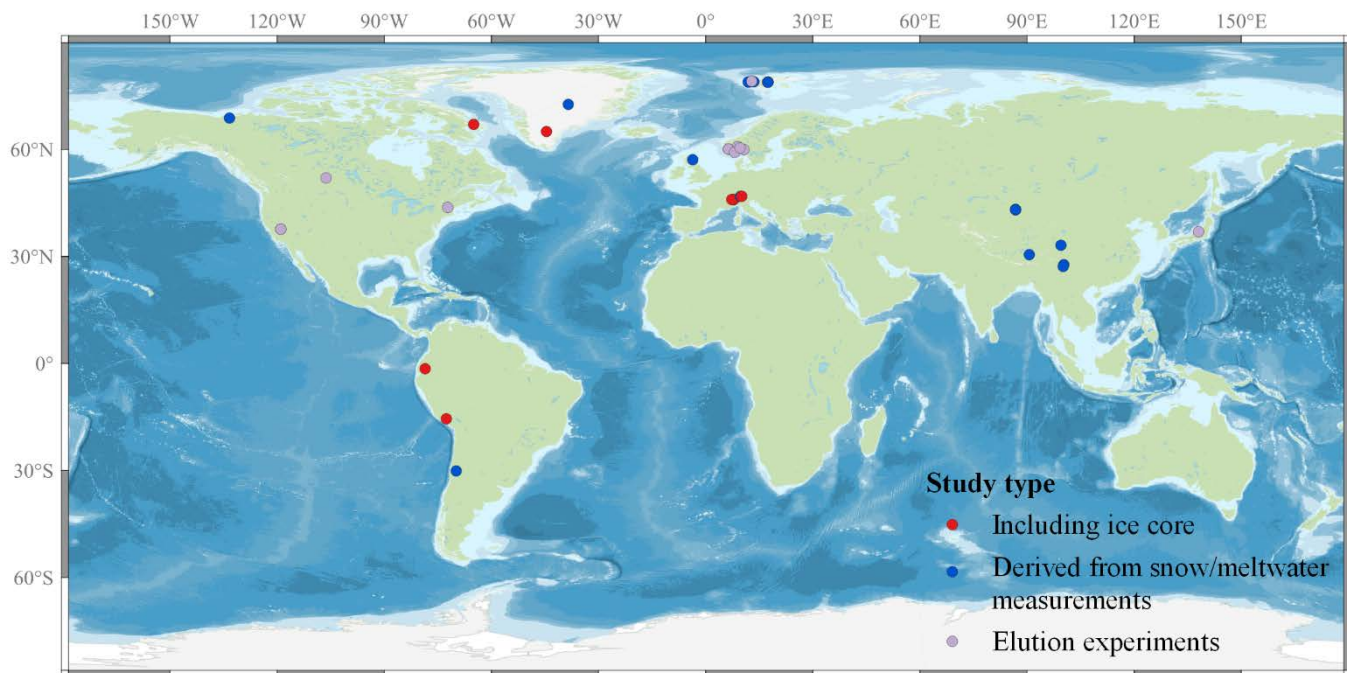 150°W 120°W 90°W 60°W 30°W 0° 30°E 60°E 90°E 120°E 150°E
60°N
30°N
0°
30°S
60°S
Study type
Including ice core
Derived from snow/meltwater
measurements
Elution experiments